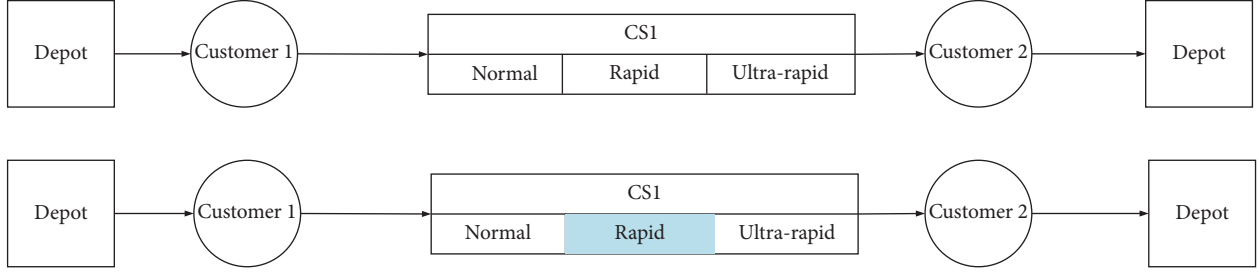 Depot Customer 1 CS1 Customer 2 Depot
Normal Rapid Ultra-rapid
Depot Customer 1 CS1 Customer 2 Depot
Normal Rapid Ultra-rapid